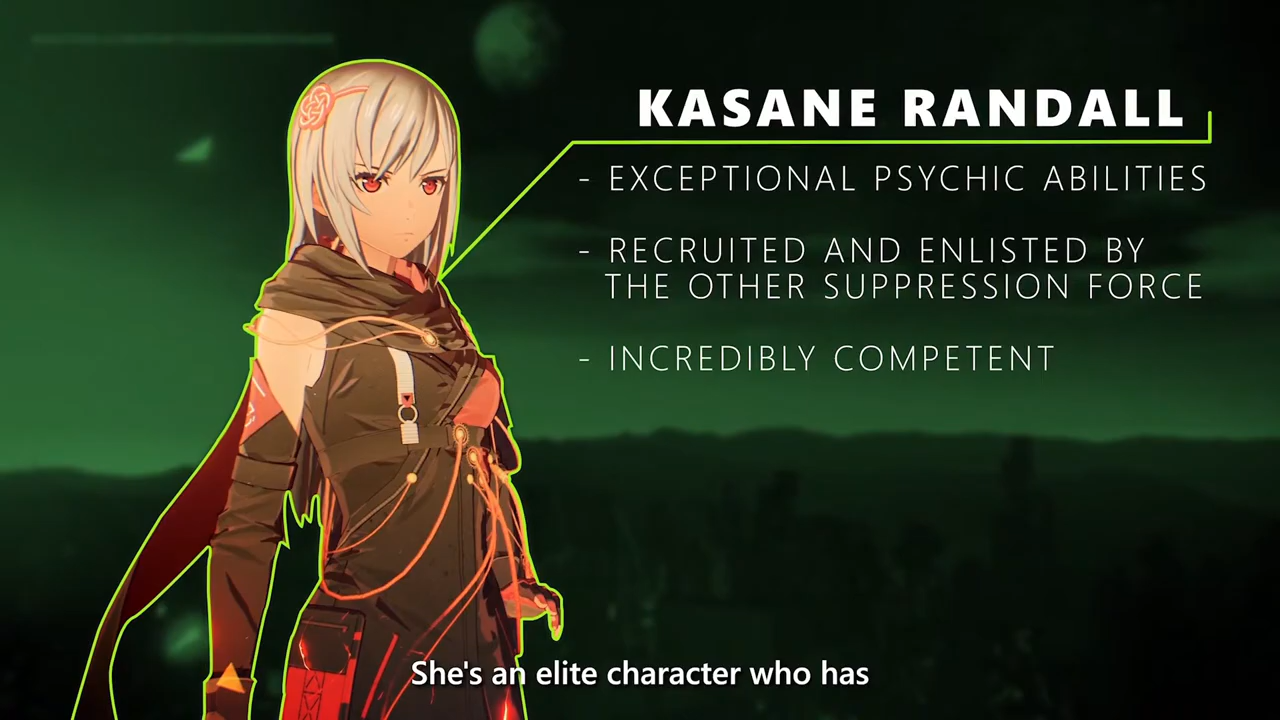 KASANE RANDALL
- EXCEPTIONAL PSYCHIC ABILITIES
- RECRUITED AND ENLISTED BY
THE OTHER SUPPRESSION FORCE
- INCREDIBLY COMPETENT
She's an elite character who has